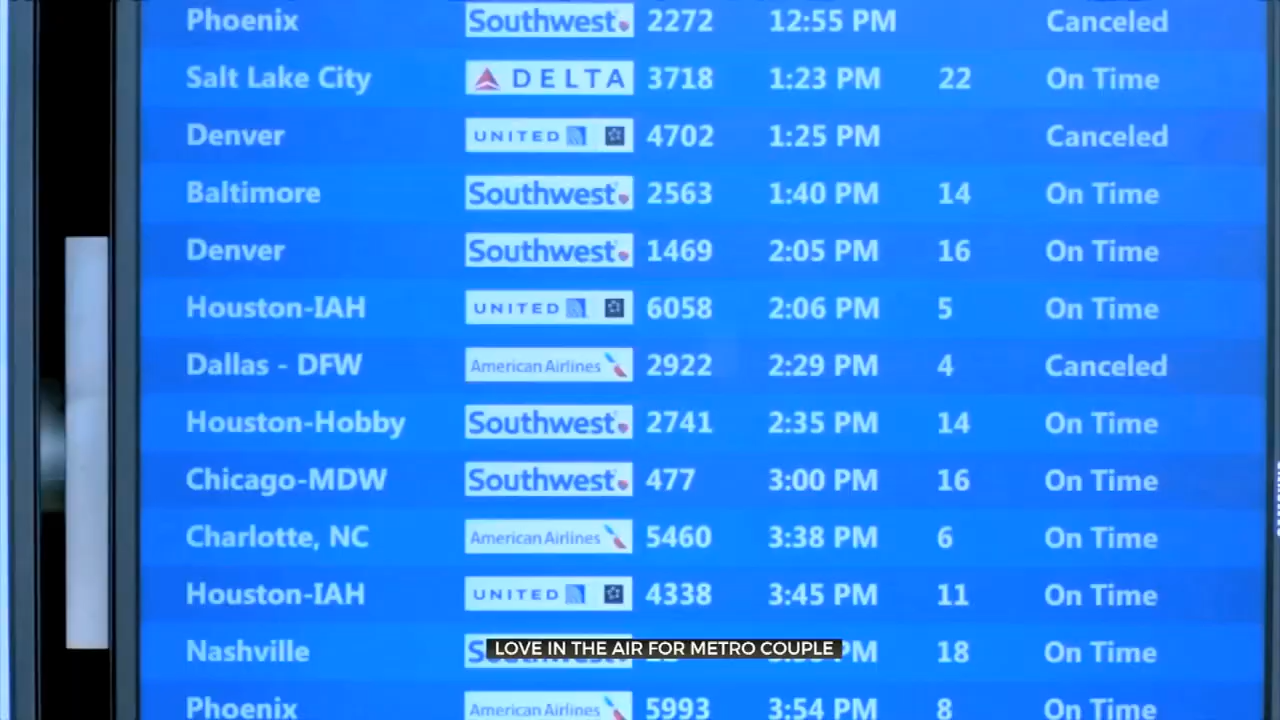 Phoenix Southwest 2272 12:55 PM Canceled
Salt Lake City DELTA 3718 1:23 PM 22 On Time
Denver UNITED 4702 1:25 PM Canceled
Baltimore Southwest 2563 1:40 PM 14 On Time
Denver Southwest 1469 2:05 PM 16 On Time
Houston-IAH UNITED 6058 2:06 PM 5 On Time
Dallas - DFW American Airlines 2922 2:29 PM 4 Canceled
Houston-Hobby Southwest 2741 2:35 PM 14 On Time
Chicago-MDW Southwest 477 3:00 PM 16 On Time
Charlotte, NC American Airlines 5460 3:38 PM 6 On Time
Houston-IAH UNITED 4338 3:45 PM 11 On Time
Nashville PM 18 On Time
LOVE IN THE AIR FOR METRO COUPLE
Phoenix American Airlines 5993 3:54 PM 8 On Time